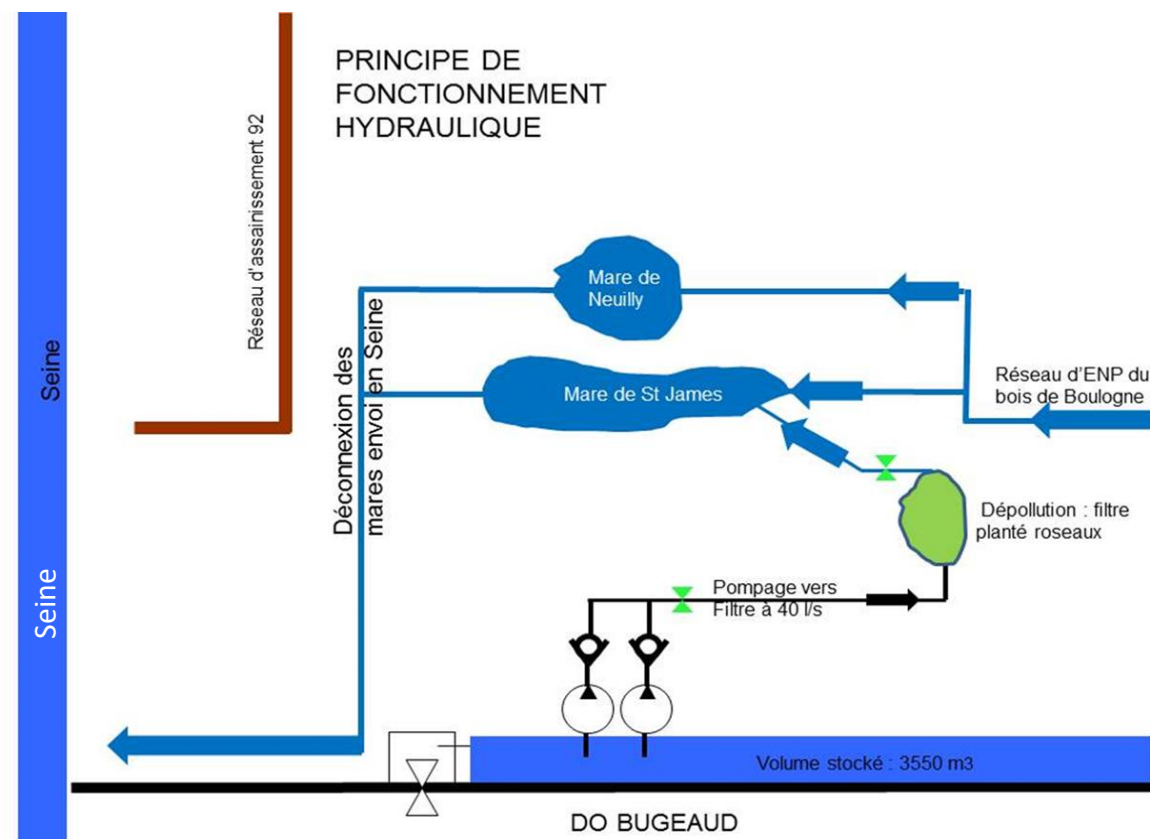 PRINCIPE DE
FONCTIONNEMENT
HYDRAULIQUE
Réseau d'assainissement 92
Seine
Seine
Mare de
Neuilly
Mare de St James
Réseau d'ENP du
bois de Boulogne
Déconnexion des
mares envoi en Seine
Dépollution : filtre
planté roseaux
Pompage vers
Filtre à 40 l/s
Volume stocké : 3550 m3
DO BUGEAUD